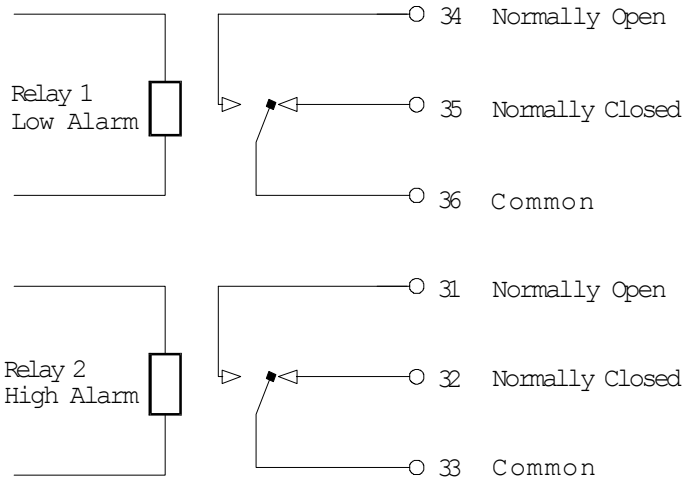 34 Normally Open
Relay 1
Low Alarm
35 Normally Closed
36 Common
31 Normally Open
Relay 2
High Alarm
32 Normally Closed
33 Common